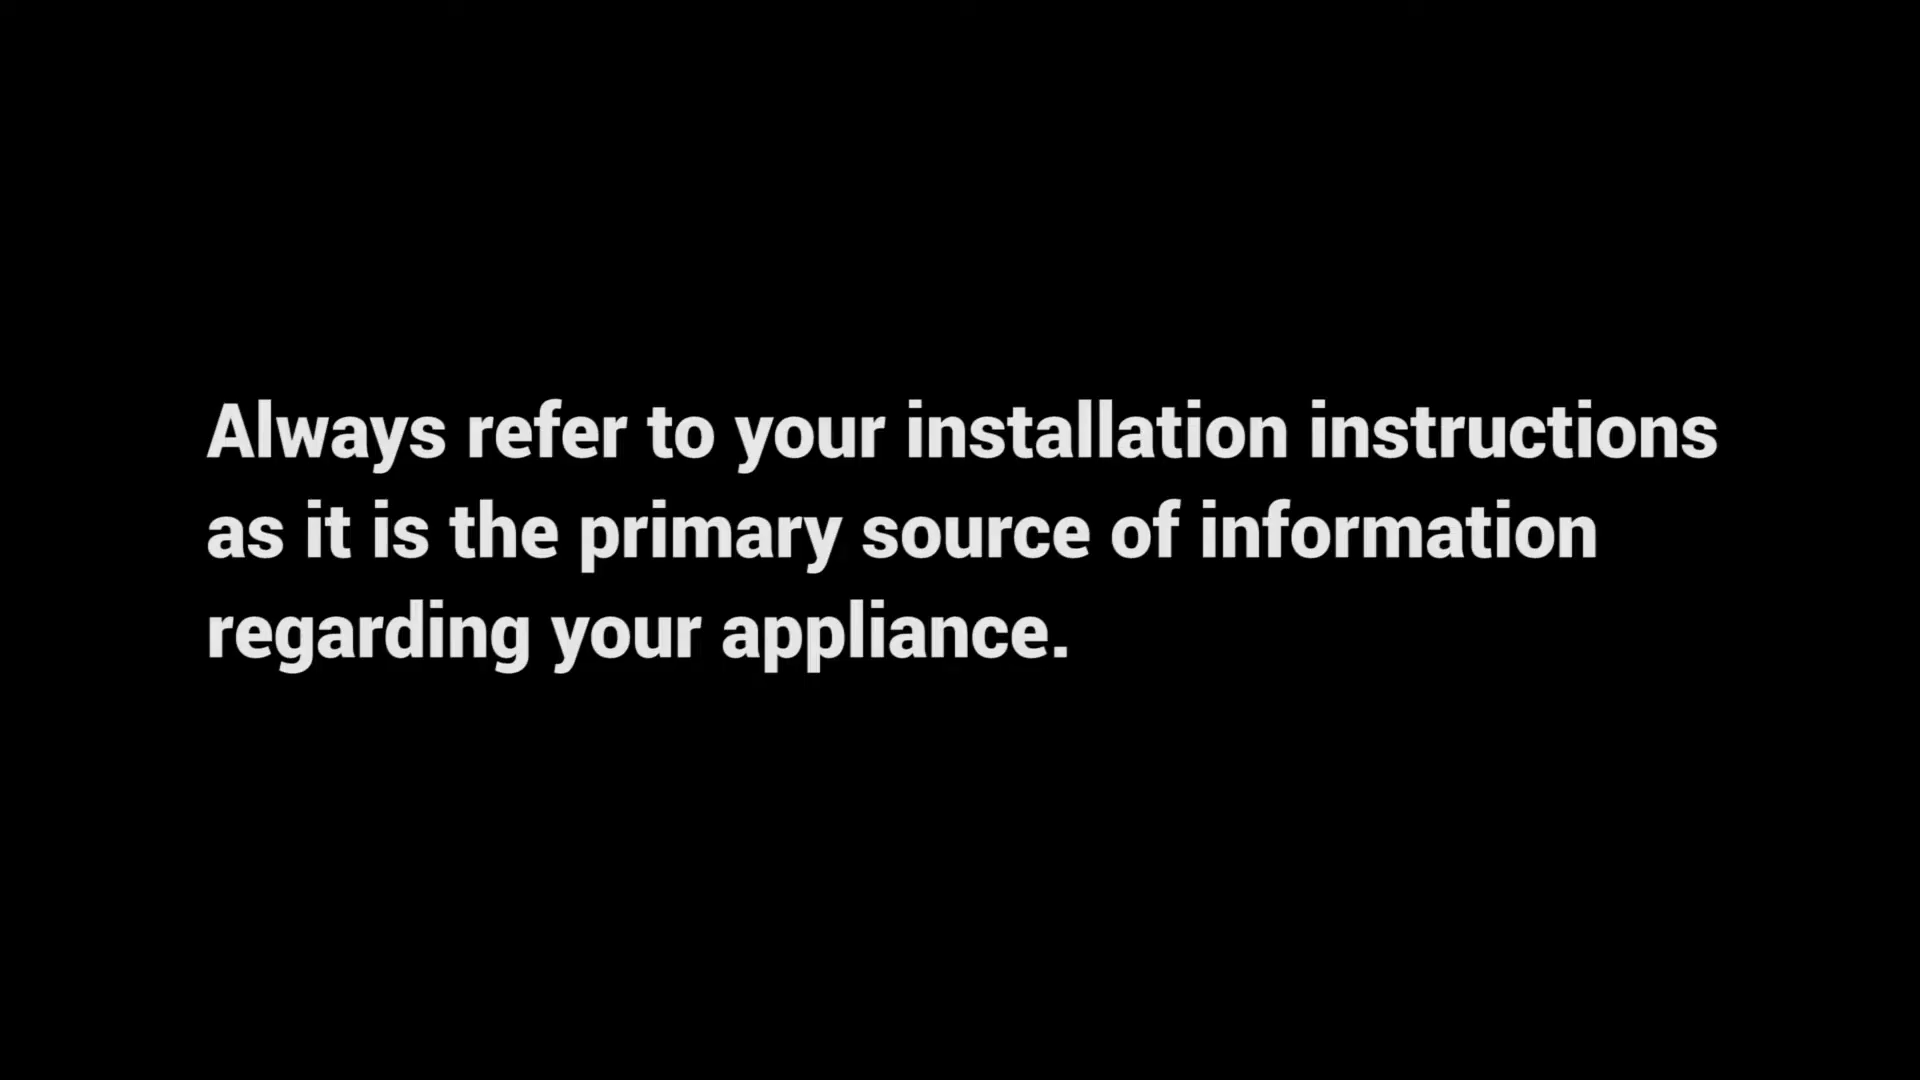 Always refer to your installation instructions
as it is the primary source of information
regarding your appliance.